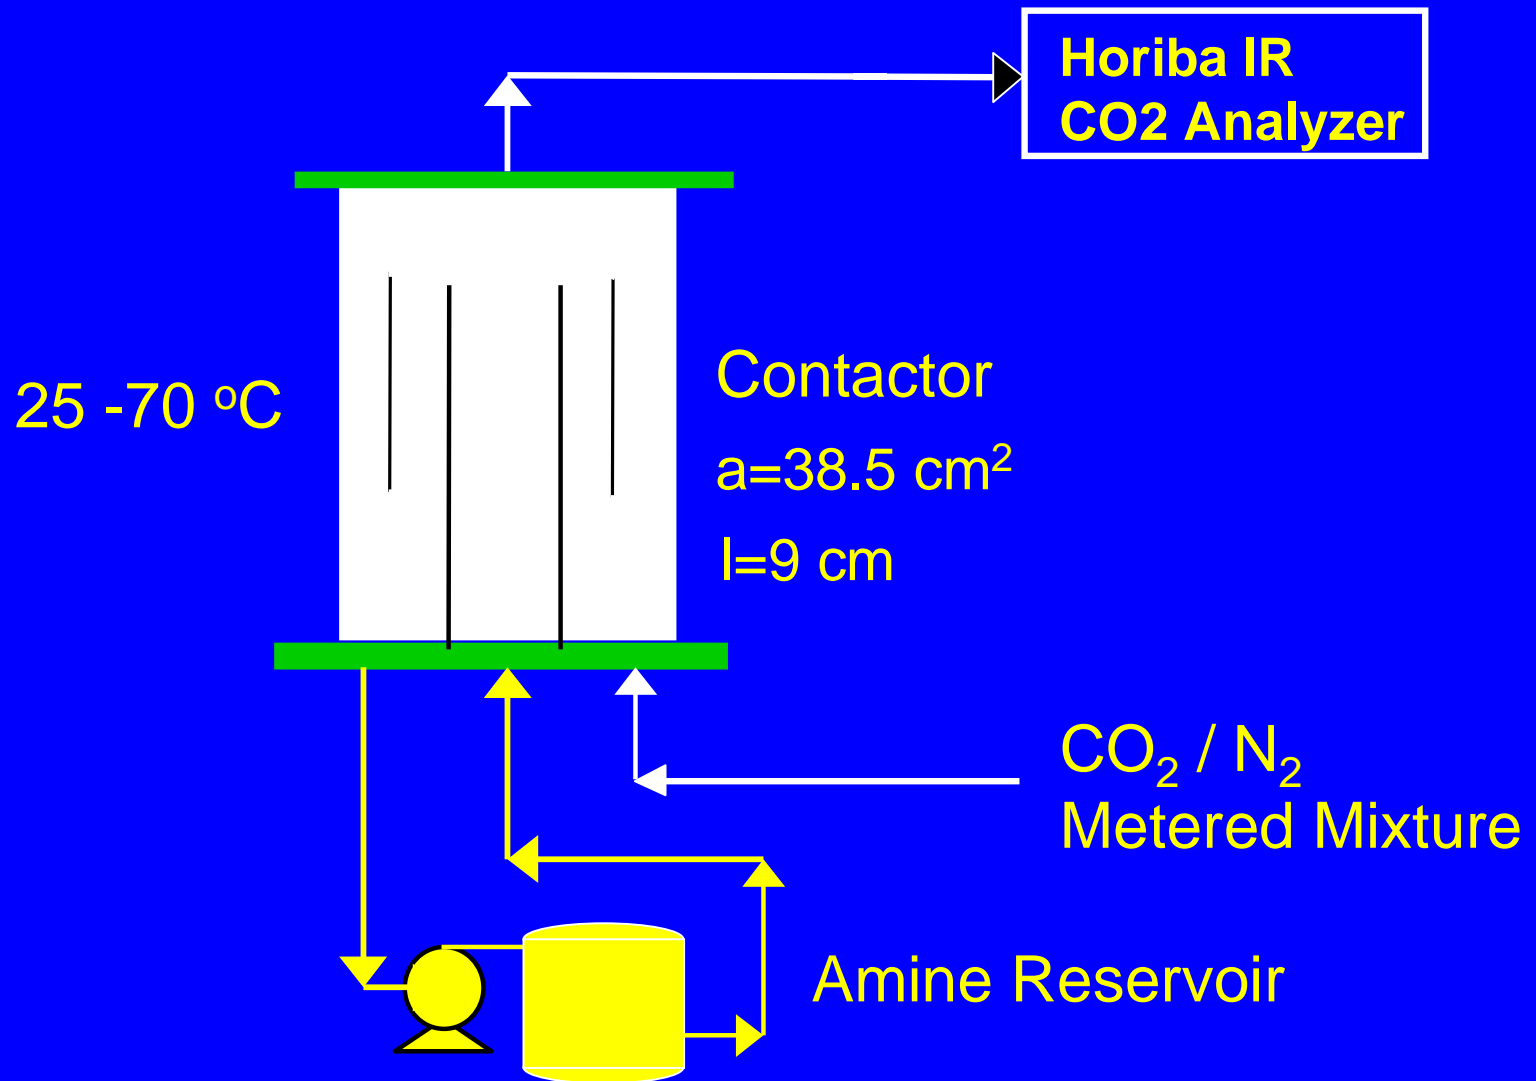 Horiba IR
CO2 Analyzer
25 -70 ºC
Contactor
a=38.5 cm²
l=9 cm
CO₂ / N₂
Metered Mixture
Amine Reservoir